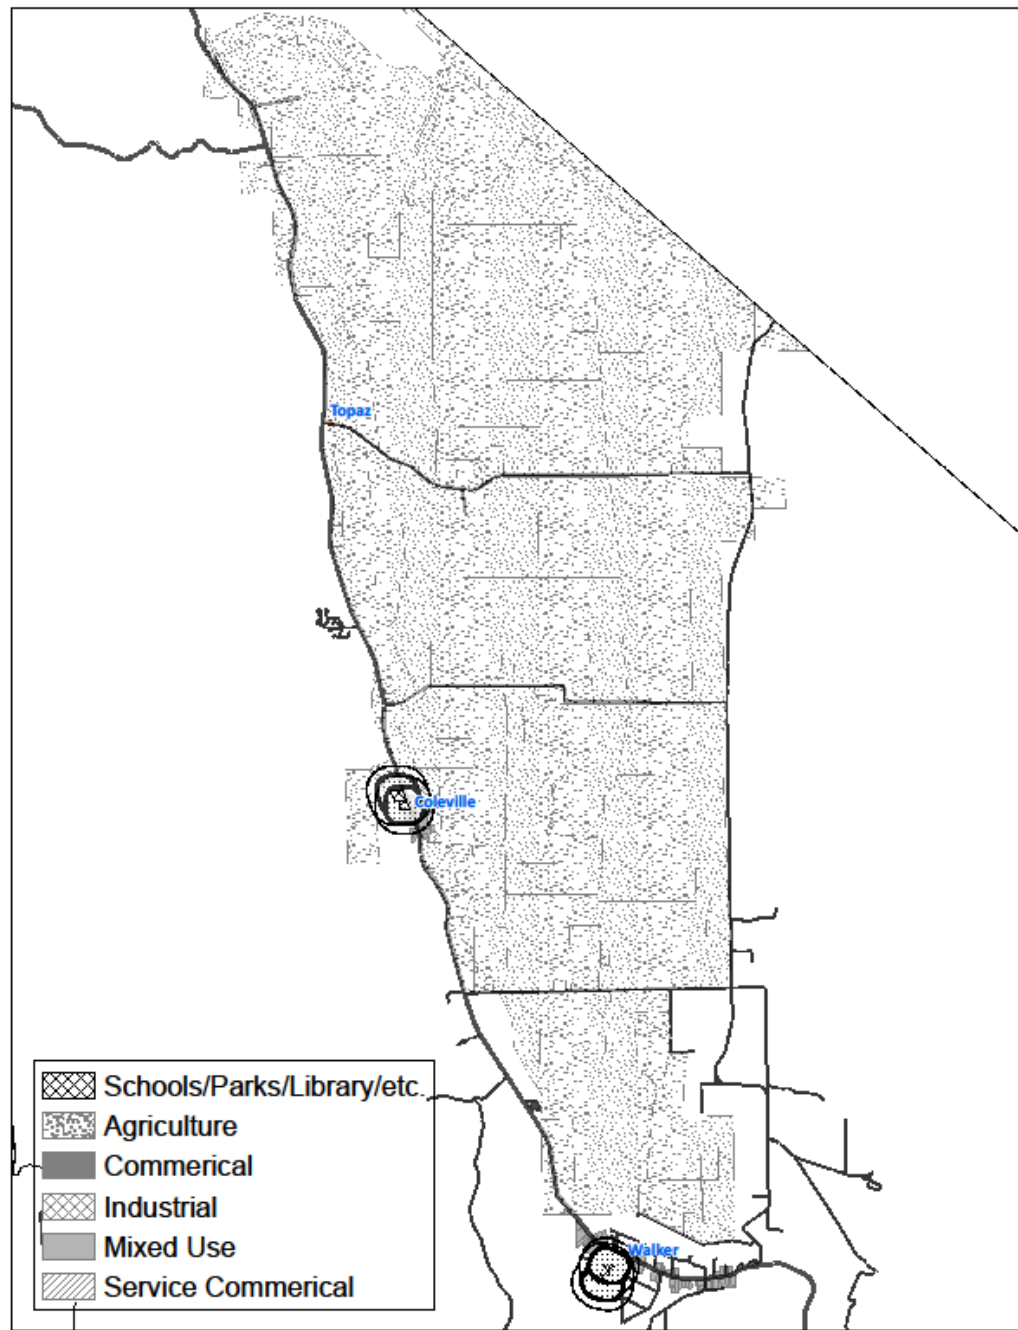 Topaz
Coleville
Schools/Parks/Library/etc.
Agriculture
Commerical
Industrial
Mixed Use
Service Commerical
Walker